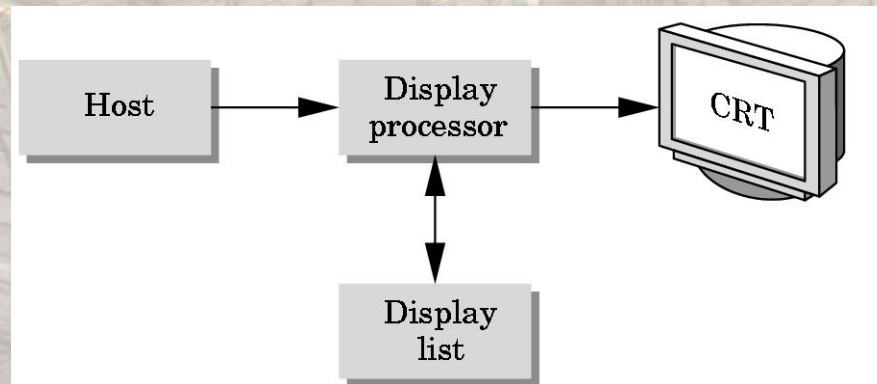 Host
Display
processor
CRT
Display
list